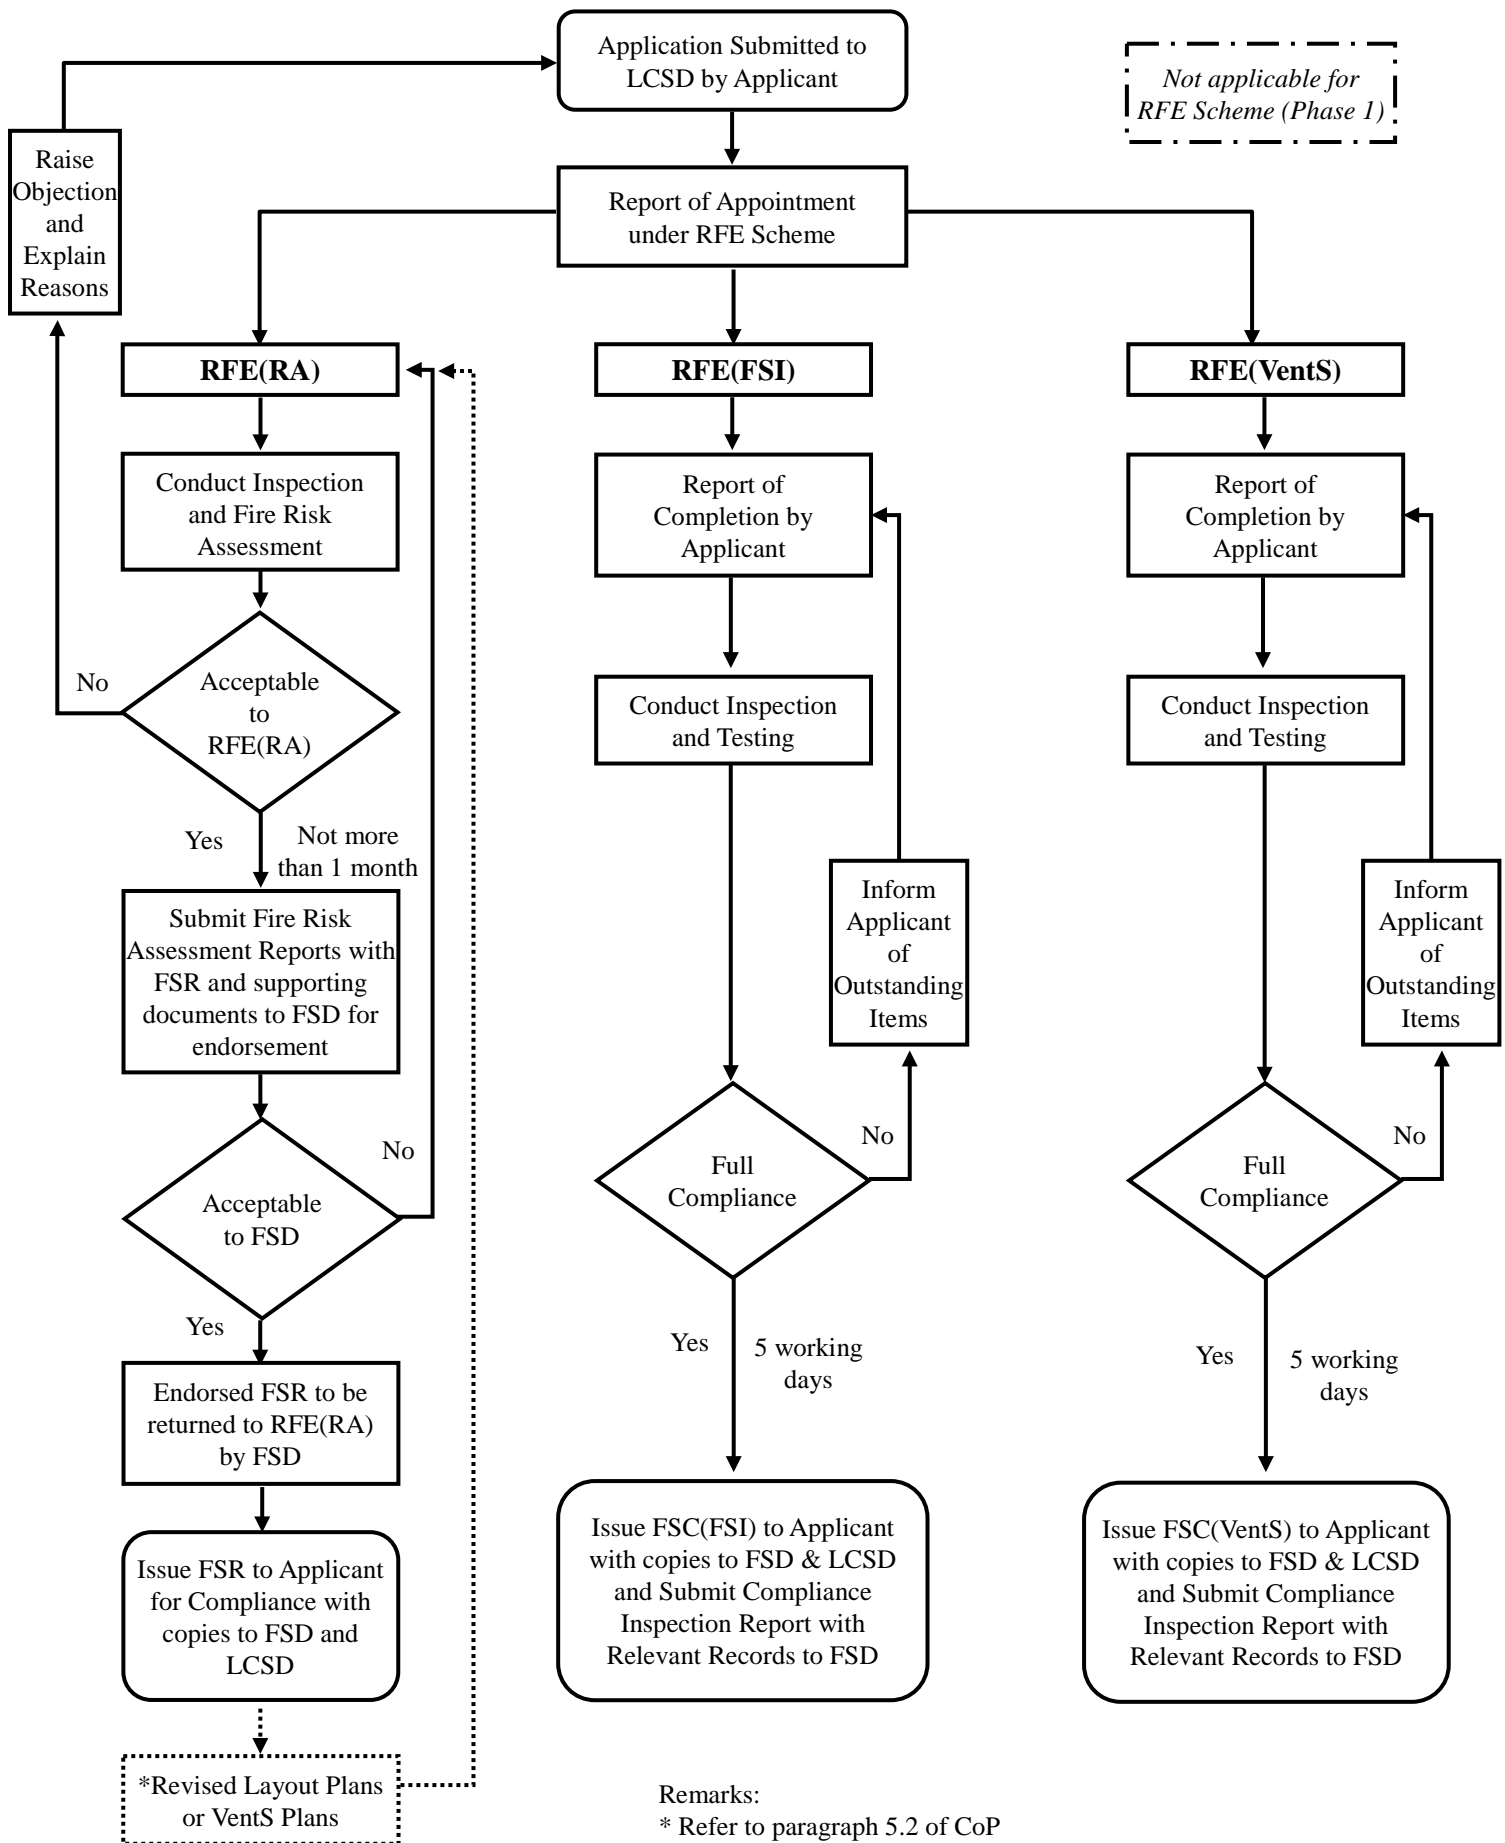 Application Submitted to
LCSD by Applicant
Not applicable for
RFE Scheme (Phase 1)
Raise
Objection
and
Explain
Reasons
Report of Appointment
under RFE Scheme
RFE(RA)
Conduct Inspection
and Fire Risk
Assessment
No
Acceptable
to
RFE(RA)
Yes
Not more
than 1 month
Submit Fire Risk
Assessment Reports with
FSR and supporting
documents to FSD for
endorsement
No
Acceptable
to FSD
Yes
Endorsed FSR to be
returned to RFE(RA)
by FSD
Issue FSR to Applicant
for Compliance with
copies to FSD and
LCSD
*Revised Layout Plans
or VentS Plans
RFE(FSI)
Report of
Completion by
Applicant
Conduct Inspection
and Testing
Inform
Applicant
of
Outstanding
Items
No
Full
Compliance
Yes
5 working
days
Issue FSC(FSI) to Applicant
with copies to FSD & LCSD
and Submit Compliance
Inspection Report with
Relevant Records to FSD
RFE(VentS)
Report of
Completion by
Applicant
Conduct Inspection
and Testing
Inform
Applicant
of
Outstanding
Items
No
Full
Compliance
Yes
5 working
days
Issue FSC(VentS) to Applicant
with copies to FSD & LCSD
and Submit Compliance
Inspection Report with
Relevant Records to FSD
Remarks:
* Refer to paragraph 5.2 of CoP